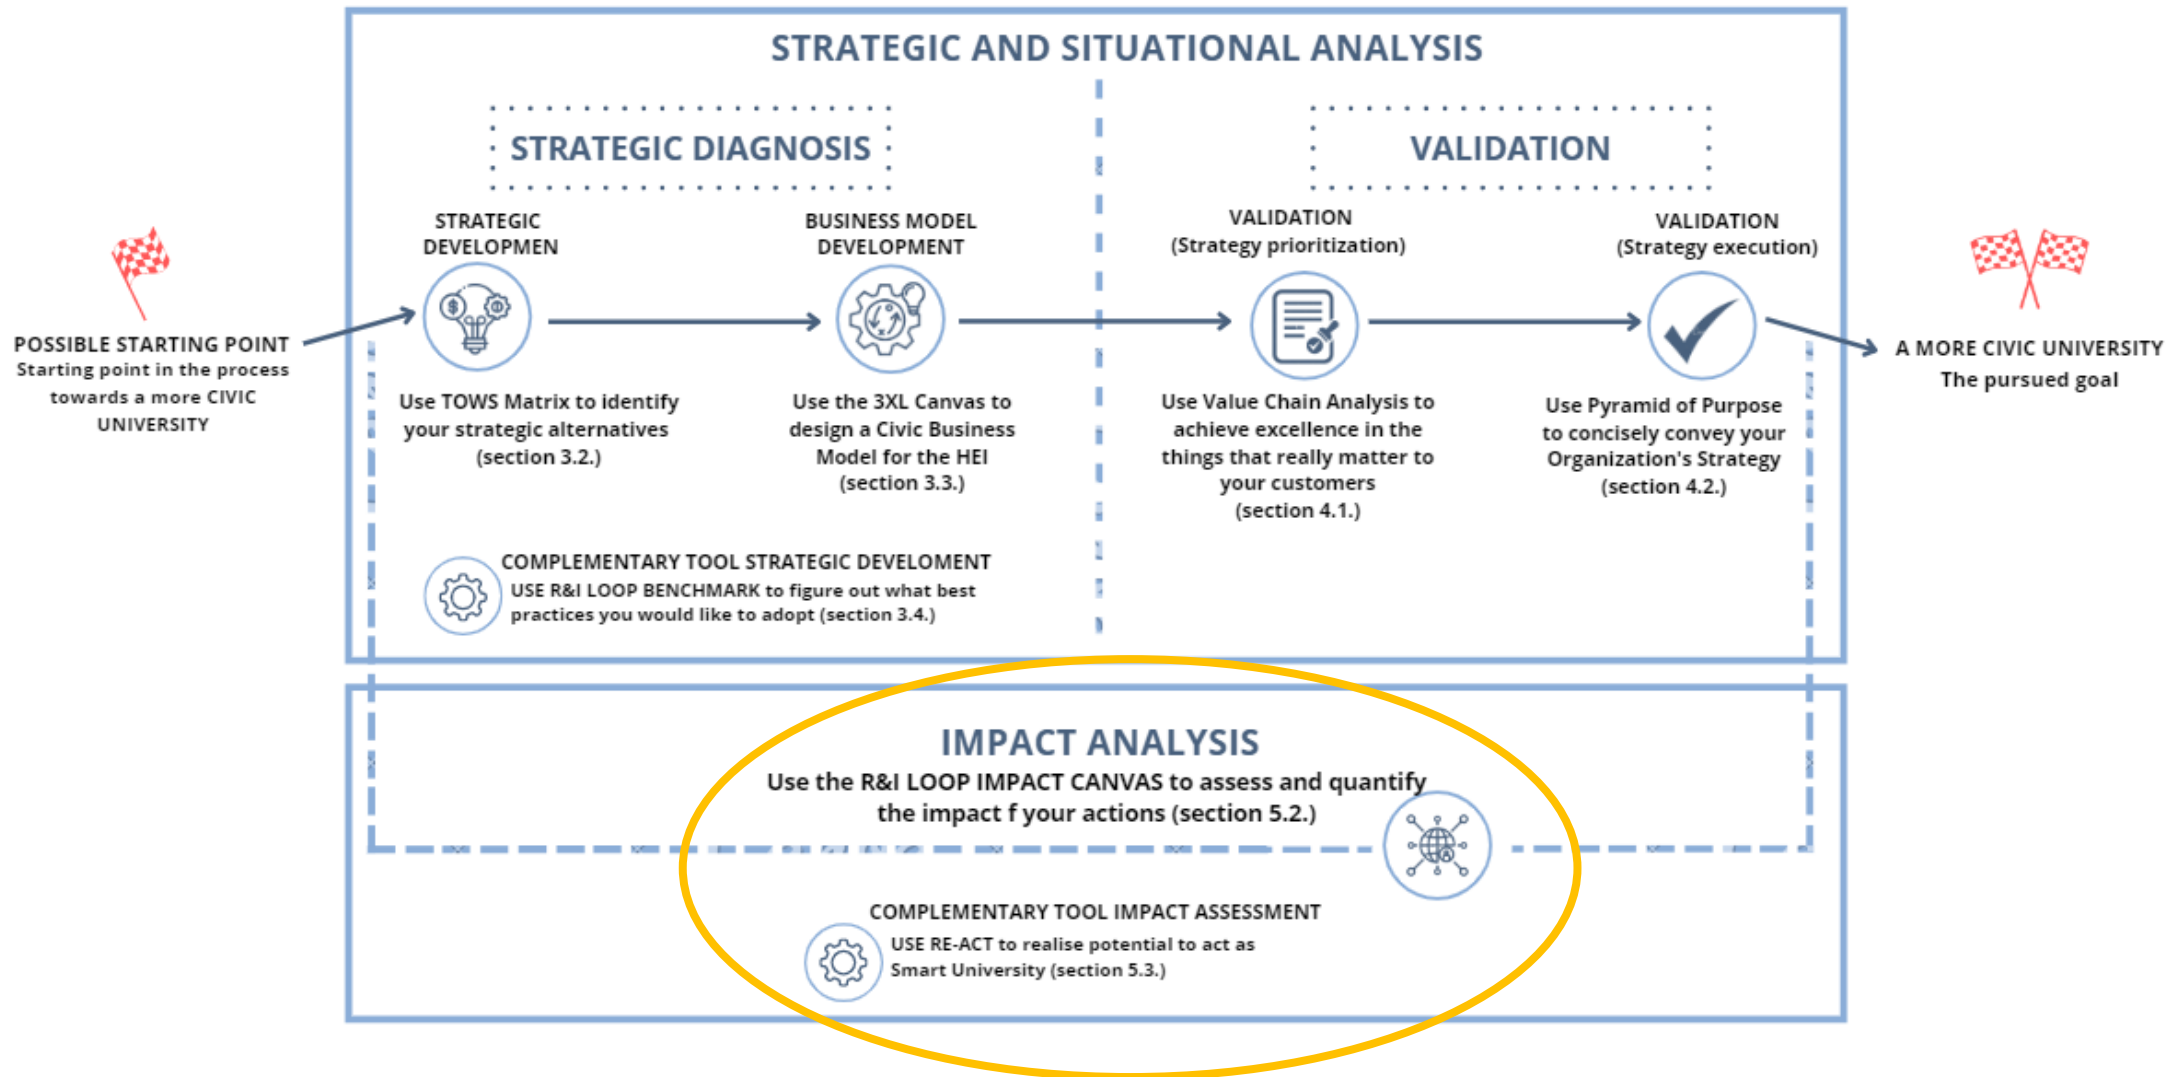 STRATEGIC AND SITUATIONAL ANALYSIS
STRATEGIC DIAGNOSIS
VALIDATION
POSSIBLE STARTING POINT
Starting point in the process
towards a more CIVIC
UNIVERSITY
STRATEGIC
DEVELOPMEN
Use TOWS Matrix to identify
your strategic alternatives
(section 3.2.)
BUSINESS MODEL
DEVELOPMENT
Use the 3XL Canvas to
design a Civic Business
Model for the HEI
(section 3.3.)
VALIDATION
(Strategy prioritization)
Use Value Chain Analysis to
achieve excellence in the
things that really matter to
your customers
(section 4.1.)
VALIDATION
(Strategy execution)
Use Pyramid of Purpose
to concisely convey your
Organization's Strategy
(section 4.2.)
A MORE CIVIC UNIVERSITY
The pursued goal
COMPLEMENTARY TOOL STRATEGIC DEVELOMENT
USE R&I LOOP BENCHMARK to figure out what best
practices you would like to adopt (section 3.4.)
IMPACT ANALYSIS
Use the R&I LOOP IMPACT CANVAS to assess and quantify
the impact f your actions (section 5.2.)
COMPLEMENTARY TOOL IMPACT ASSESSMENT
USE RE-ACT to realise potential to act as
Smart University (section 5.3.)